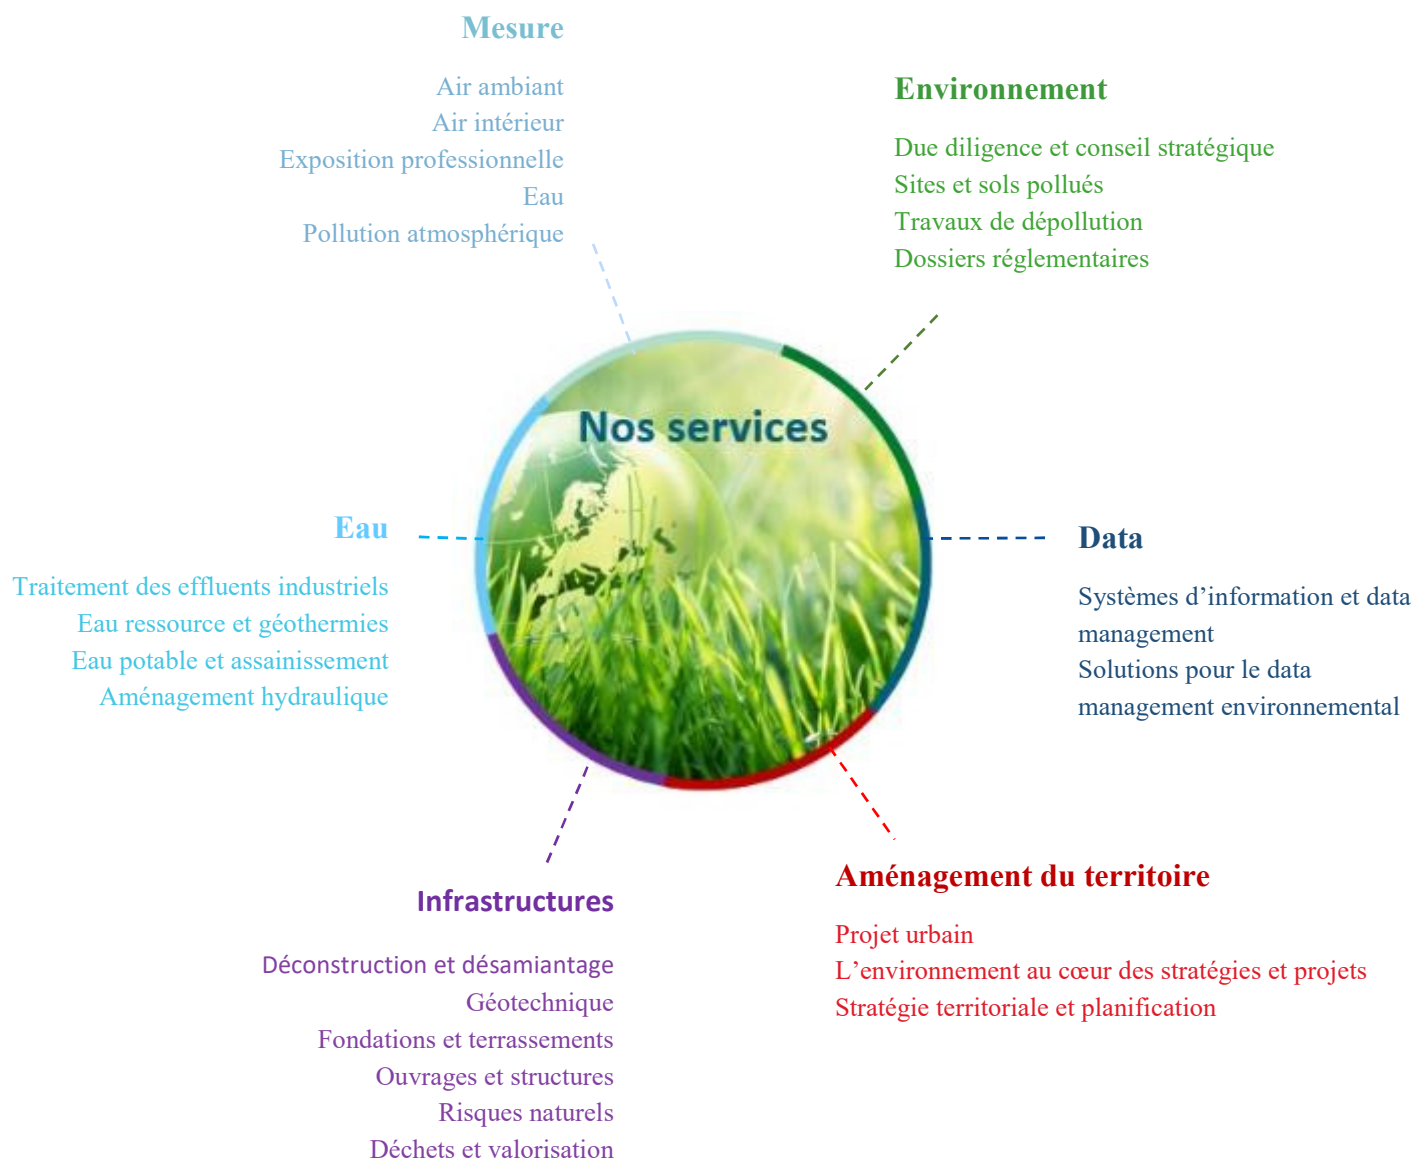 Mesure
Air ambiant
Air intérieur
Exposition professionnelle
Eau
Pollution atmosphérique
Environnement
Due diligence et conseil stratégique
Sites et sols pollués
Travaux de dépollution
Dossiers réglementaires
Nos services
Eau
Traitement des effluents industriels
Eau ressource et géothermies
Eau potable et assainissement
Aménagement hydraulique
Data
Systèmes d’information et data
management
Solutions pour le data
management environnemental
Infrastructures
Déconstruction et désamiantage
Géotechnique
Fondations et terrassements
Ouvrages et structures
Risques naturels
Déchets et valorisation
Aménagement du territoire
Projet urbain
L’environnement au cœur des stratégies et projets
Stratégie territoriale et planification